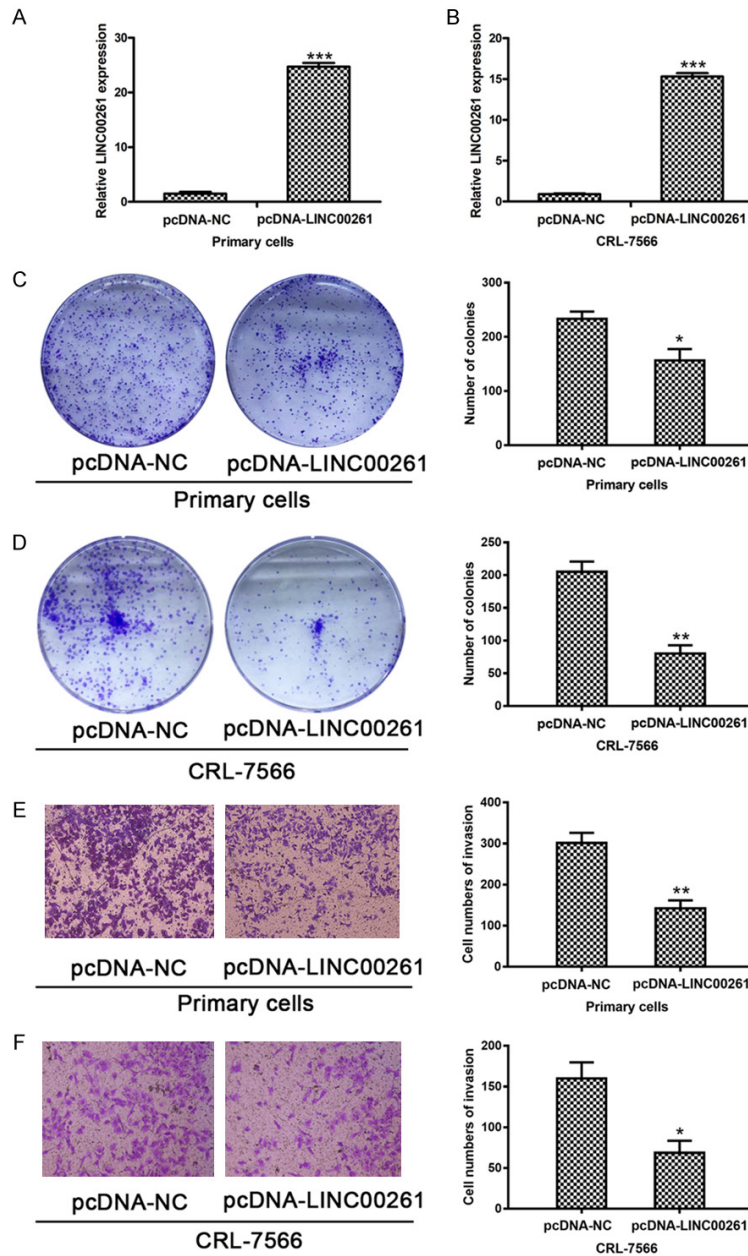 A
Relative LINC00261 expression
30
20
10
0
***
pcDNA-NC
pcDNA-LINC00261
Primary cells
B
Relative LINC00261 expression
20
15
10
5
0
***
pcDNA-NC
pcDNA-LINC00261
CRL-7566
C
pcDNA-NC
pcDNA-LINC00261
Primary cells
Number of colonies
300
200
100
0
*
pcDNA-NC
pcDNA-LINC00261
Primary cells
D
pcDNA-NC
pcDNA-LINC00261
CRL-7566
Number of colonies
250
200
150
100
50
0
**
pcDNA-NC
pcDNA-LINC00261
CRL-7566
E
pcDNA-NC
pcDNA-LINC00261
Primary cells
Cell numbers of invasion
400
300
200
100
0
**
pcDNA-NC
pcDNA-LINC00261
Primary cells
F
pcDNA-NC
pcDNA-LINC00261
CRL-7566
Cell numbers of invasion
200
150
100
50
0
*
pcDNA-NC
pcDNA-LINC00261
CRL-7566